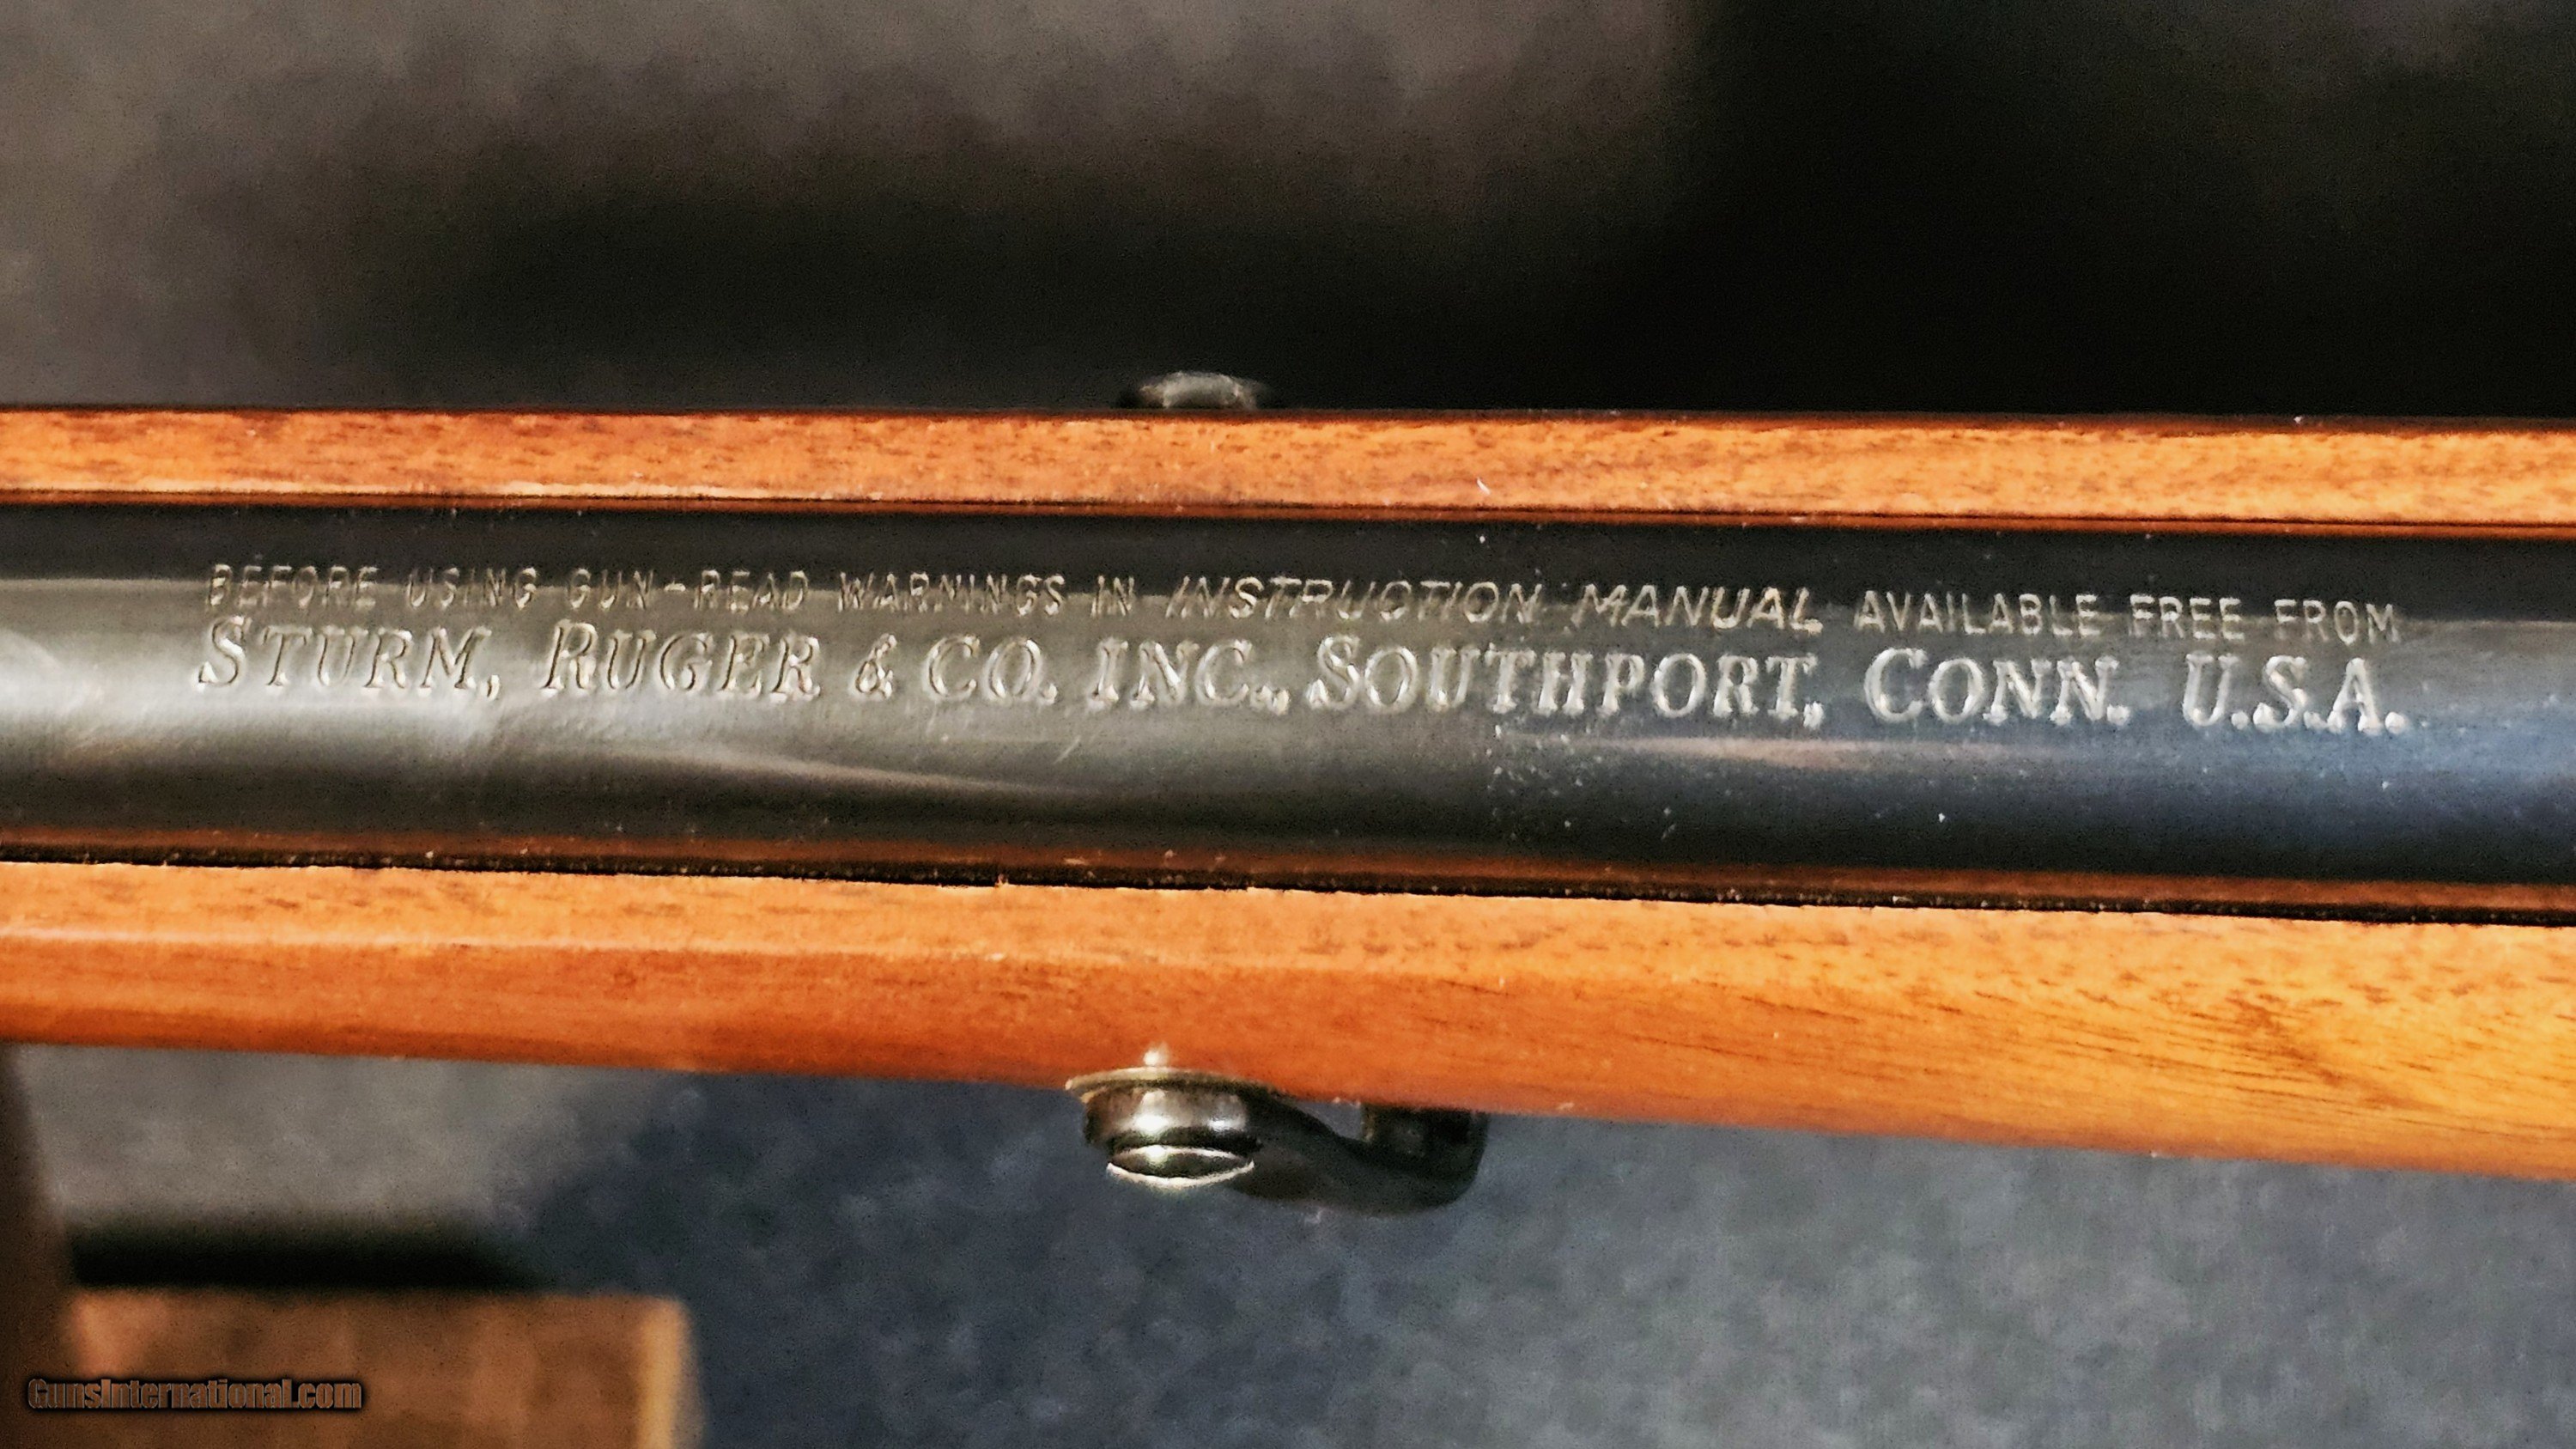 BEFORE USING GUN-READ WARNINGS IN INSTRUCTION MANUAL AVAILABLE FREE FROM
STURM, RUGER & CO. INC., SOUTHPORT, CONN. U.S.A.
GunsInternational.com